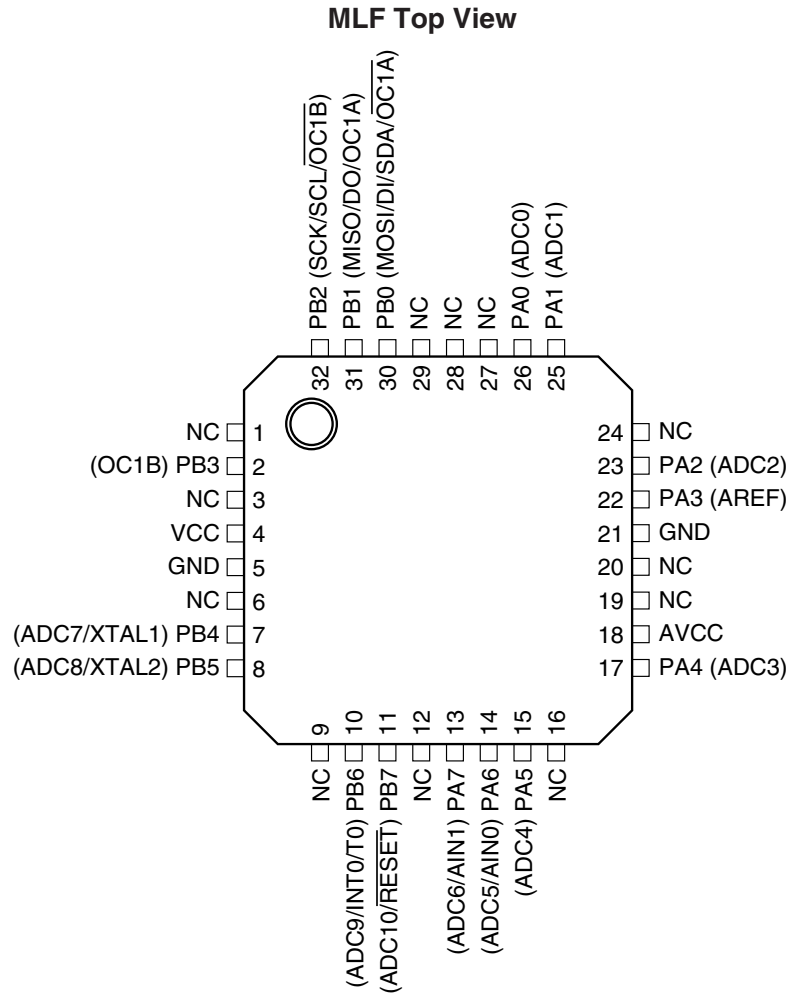 MLF Top View
PB2 (SCK/SCL/O̅C̅1̅B̅)
PB1 (MISO/DO/OC1A)
PB0 (MOSI/DI/SDA/O̅C̅1̅A̅)
NC
NC
NC
PA0 (ADC0)
PA1 (ADC1)
32
31
30
29
28
27
26
25
NC 1
(OC1B) PB3 2
NC 3
VCC 4
GND 5
NC 6
(ADC7/XTAL1) PB4 7
(ADC8/XTAL2) PB5 8
24 NC
23 PA2 (ADC2)
22 PA3 (AREF)
21 GND
20 NC
19 NC
18 AVCC
17 PA4 (ADC3)
9
10
11
12
13
14
15
16
NC
(ADC9/INT0/T0) PB6
(ADC10/R̅E̅S̅E̅T̅) PB7
NC
(ADC6/AIN1) PA7
(ADC5/AIN0) PA6
(ADC4) PA5
NC